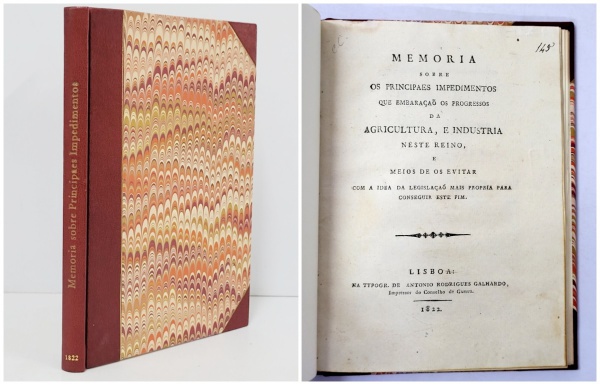 Memoria sobre Principaes Impedimentos
1822
149
MEMORIA
SOBRE
OS PRINCIPAES IMPEDIMENTOS
QUE EMBARAÇAÕ OS PROGRESSOS
DA
AGRICULTURA, E INDUSTRIA
NESTE REINO,
E
MEIOS DE OS EVITAR
COM A IDEA DA LEGISLAÇAÕ MAIS PROPRIA PARA
CONSEGUIR ESTE FIM.
LISBOA:
NA TYPOGR. DE ANTONIO RODRIGUES GALHARDO,
Impressor do Conselho de Guerra.
1822.